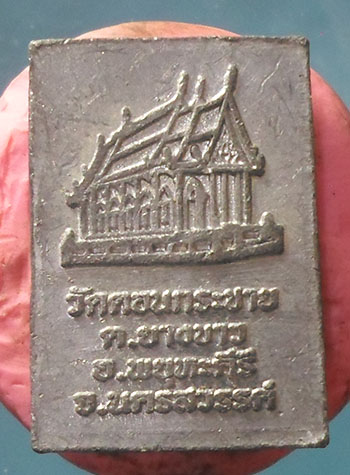 วัดดอนกระชาย
ต.ยางขาว
อ.พยุหะคีรี
จ.นครสวรรค์